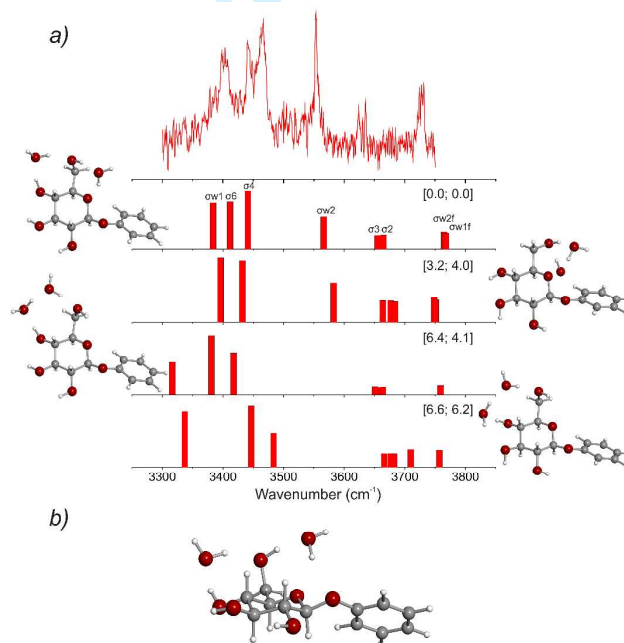 a)
[0.0; 0.0]
σw1 σ6 σ4 σw2 σ3 σ2 σw2f σw1f
[3.2; 4.0]
[6.4; 4.1]
[6.6; 6.2]
3300 3400 3500 3600 3700 3800
Wavenumber (cm⁻¹)
b)